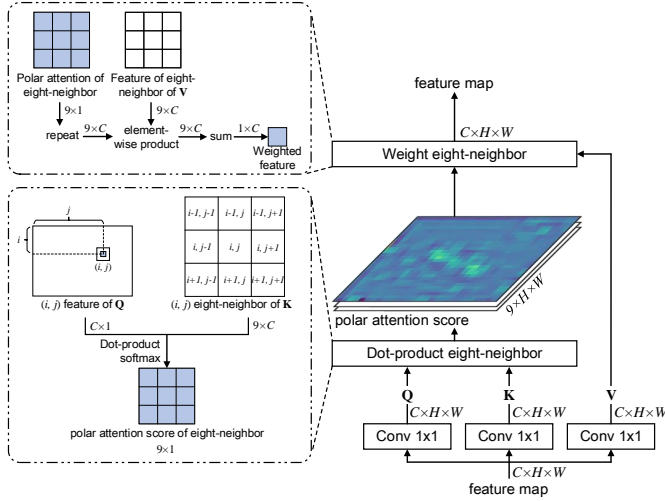 Polar attention of
eight-neighbor
Feature of eight-
neighbor of V
9×1
9×C
repeat
9×C
element-
wise product
9×C
sum
1×C
Weighted
feature
feature map
C×H×W
Weight eight-neighbor
j
i
(i, j)
(i, j) feature of Q
i-1, j-1
i-1, j
i-1, j+1
i, j-1
i, j
i, j+1
i+1, j-1
i+1, j
i+1, j+1
(i, j) eight-neighbor of K
C×1
9×C
Dot-product
softmax
polar attention score of eight-neighbor
9×1
9×H×W
polar attention score
Dot-product eight-neighbor
Q
K
V
C×H×W
C×H×W
C×H×W
Conv 1x1
Conv 1x1
Conv 1x1
C×H×W
feature map